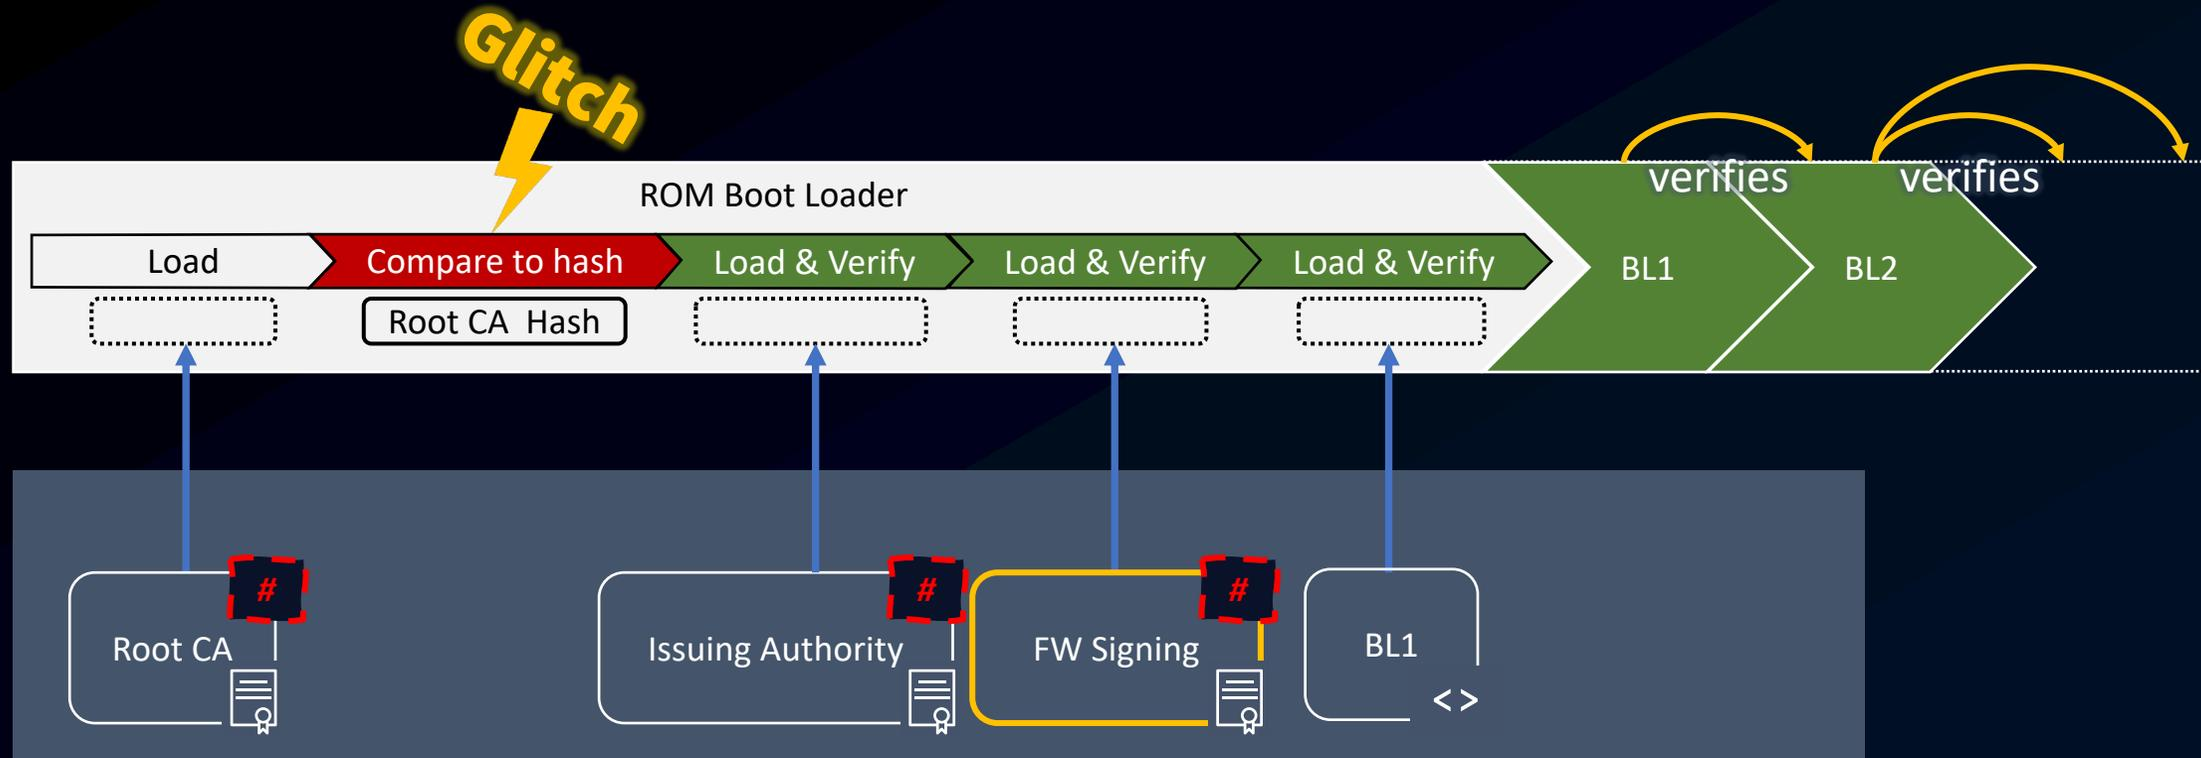 Glitch
verifies
verifies
ROM Boot Loader
Load
Compare to hash
Load & Verify
Load & Verify
Load & Verify
BL1
BL2
Root CA Hash
#
#
#
Root CA
Issuing Authority
FW Signing
BL1
<>